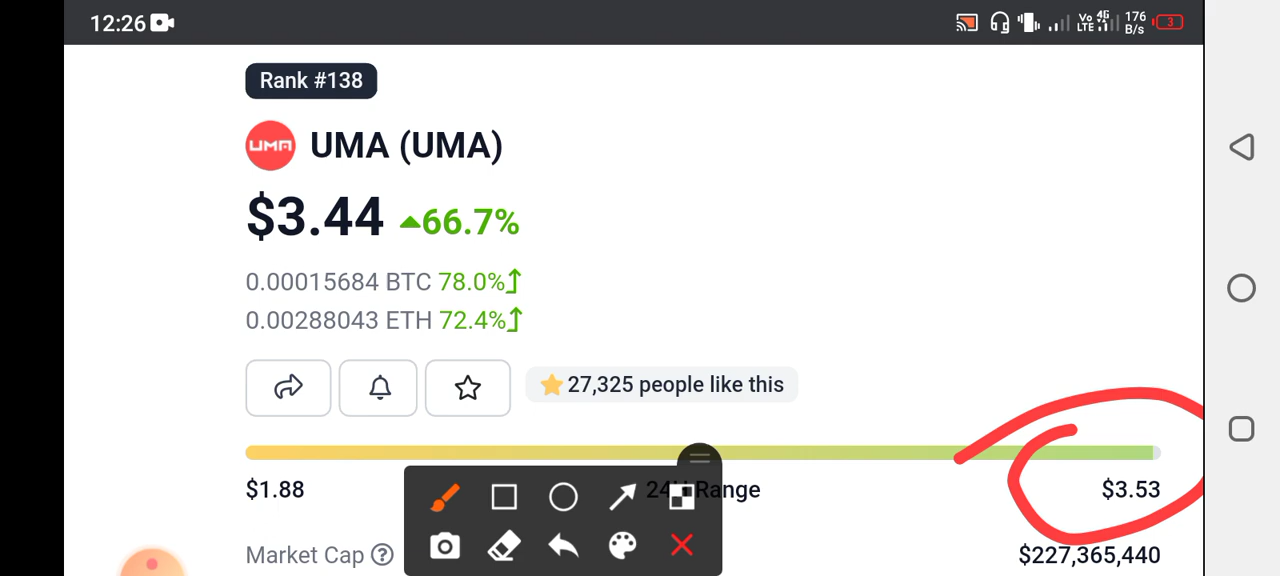 12:26
Vo LTE 4G 176 B/s 3
Rank #138
UMA UMA (UMA)
$3.44 66.7%
0.00015684 BTC 78.0%
0.00288043 ETH 72.4%
27,325 people like this
$1.88 Range $3.53
Market Cap ? $227,365,440